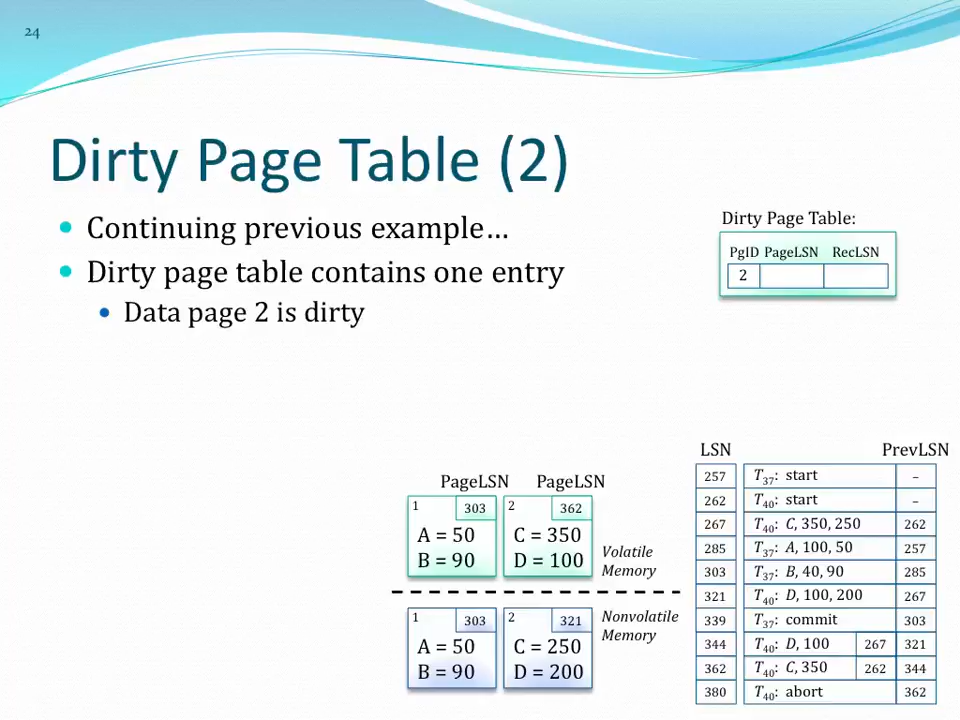 24
Dirty Page Table (2)
• Continuing previous example…
• Dirty page table contains one entry
• Data page 2 is dirty
Dirty Page Table:
PgID PageLSN RecLSN
2
PageLSN PageLSN
1 303 2 362
A = 50 C = 350
B = 90 D = 100
Volatile
Memory
Nonvolatile
Memory
1 303 2 321
A = 50 C = 250
B = 90 D = 200
LSN PrevLSN
257 T37: start –
262 T40: start –
267 T40: C, 350, 250 262
285 T37: A, 100, 50 257
303 T37: B, 40, 90 285
321 T40: D, 100, 200 267
339 T37: commit 303
344 T40: D, 100 267 321
362 T40: C, 350 262 344
380 T40: abort 362